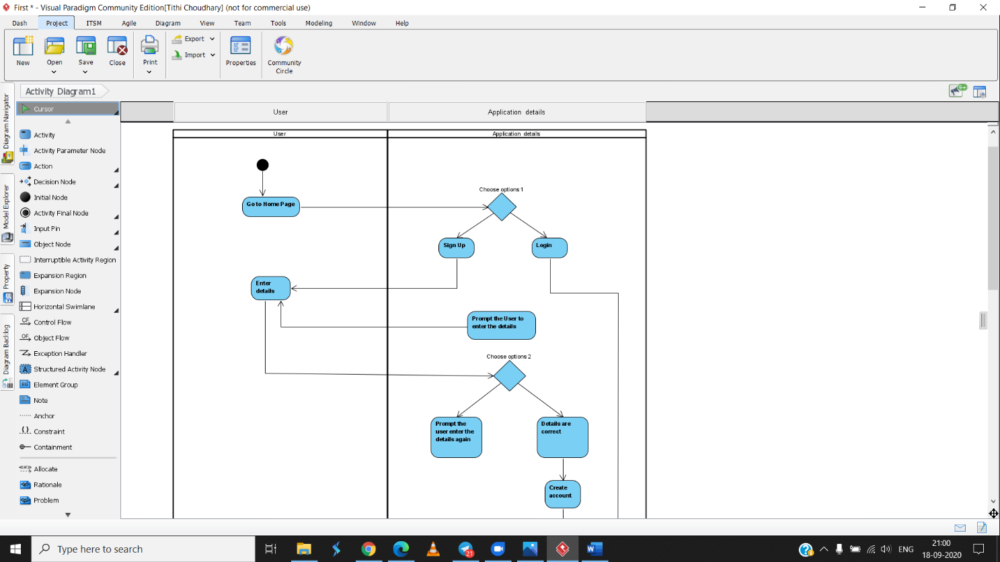 First * - Visual Paradigm Community Edition[Tithi Choudhary] (not for commercial use)
Dash Project ITSM Agile Diagram View Team Tools Modeling Window Help
New
Open
Save
Close
Print
Export
Import
Properties
Community
Circle
Activity Diagram1
9+
Diagram Navigator
Model Explorer
Property
Diagram Backlog
Cursor
Activity
Activity Parameter Node
Action
Decision Node
Initial Node
Activity Final Node
Input Pin
Object Node
Interruptible Activity Region
Expansion Region
Expansion Node
Horizontal Swimlane
CF Control Flow
OF Object Flow
Exception Handler
A Structured Activity Node
EG Element Group
Note
Anchor
{} Constraint
Containment
Allocate
Rationale
Problem
User Application details
User Application details
Choose options 1
Go to Home Page
Sign Up
Login
Enter
details
Prompt the User to
enter the details
Choose options 2
Prompt the
user enter the
details again
Details are
correct
Create
account
Type here to search
21
W
ENG
21:00
18-09-2020